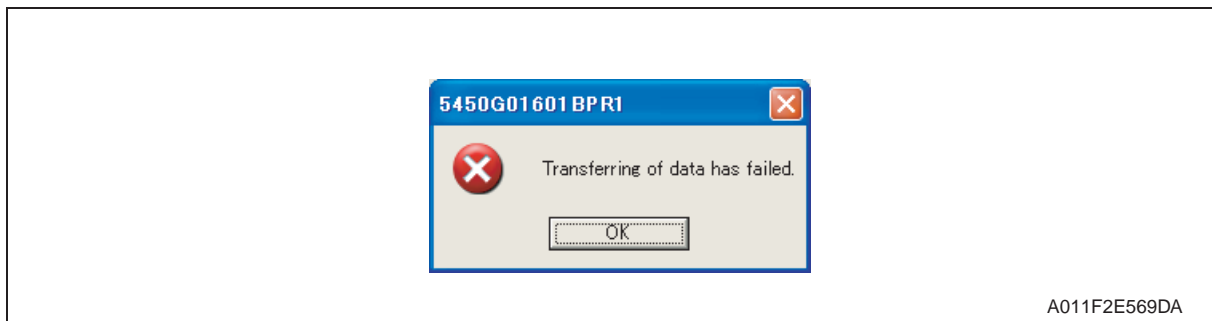 5450G01601BPR1
Transferring of data has failed.
OK
A011F2E569DA